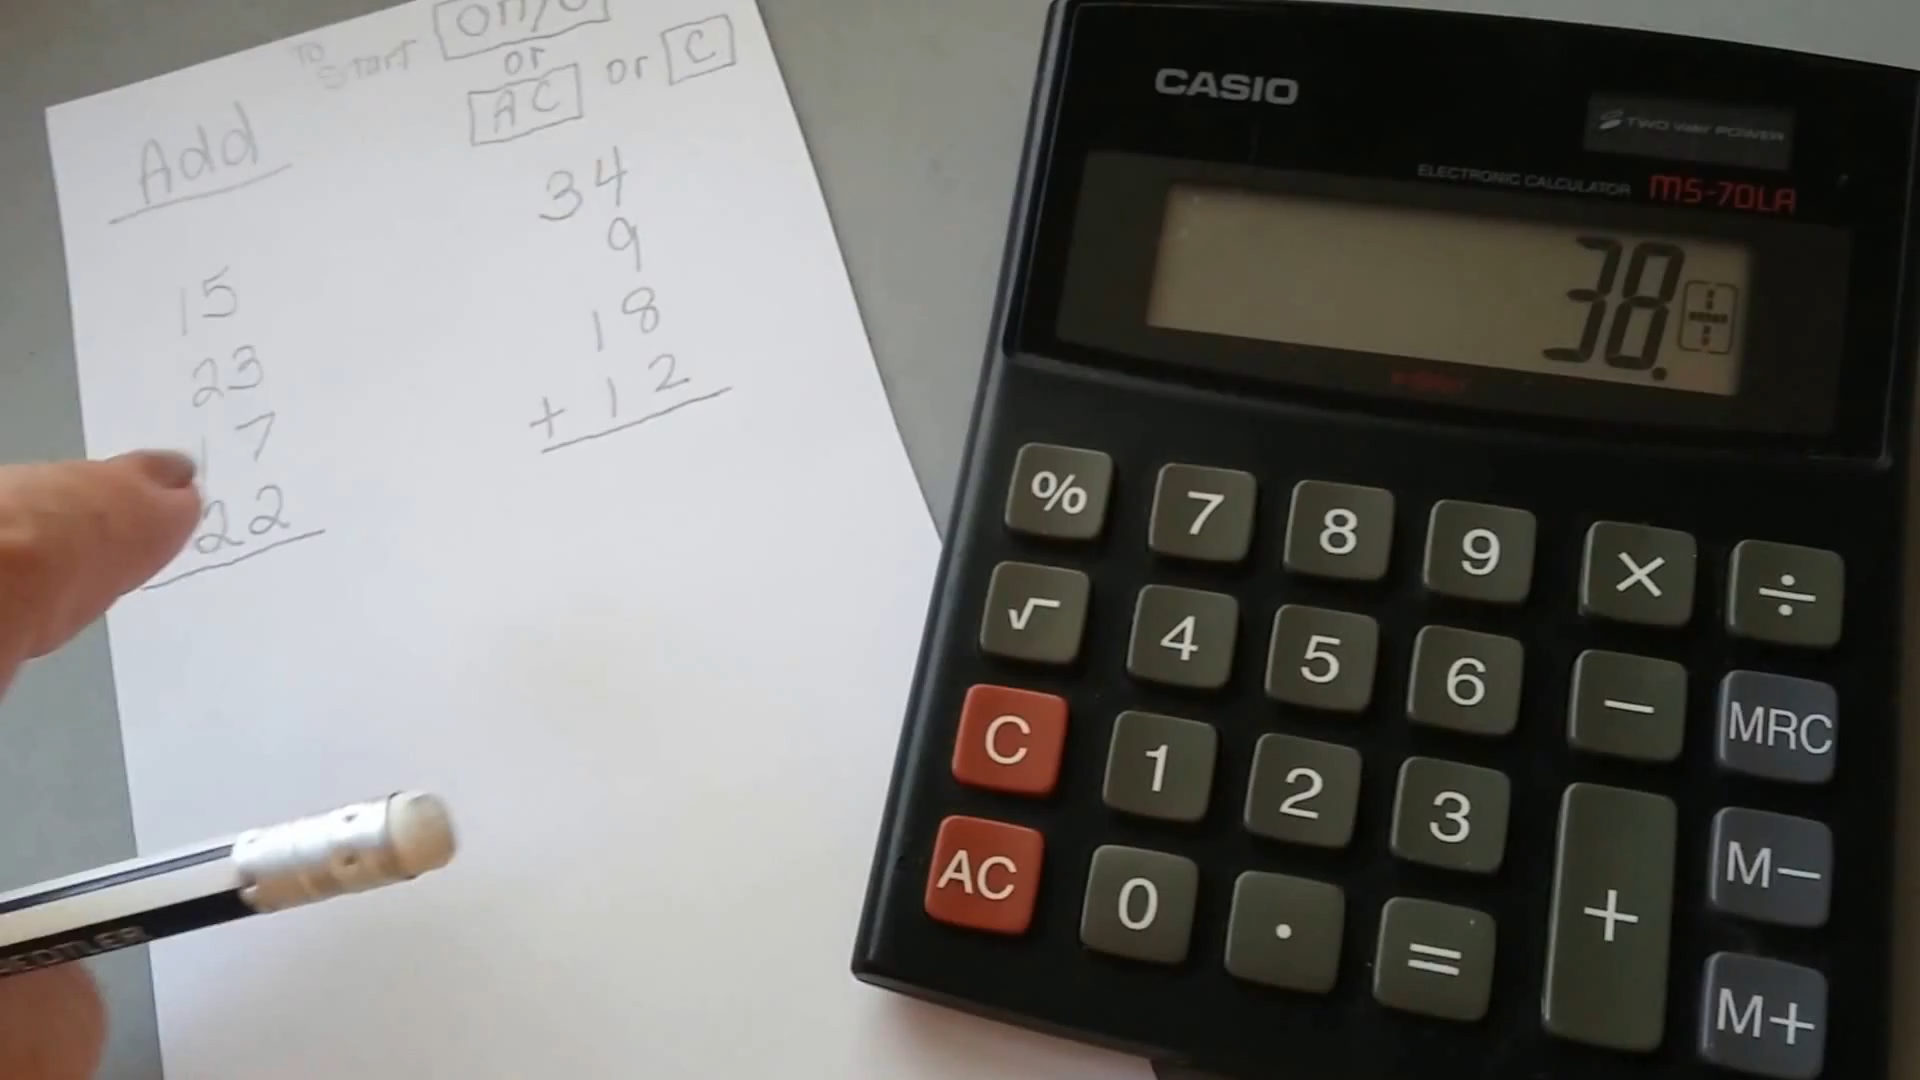 TO
Start ON/C
or
AC or C
Add
15
23
17
22
34
9
18
+ 12
CASIO
TWO WAY POWER
ELECTRONIC CALCULATOR MS-70LA
38.
% 7 8 9 × ÷
√ 4 5 6 − MRC
C 1 2 3 + M−
AC 0 . = M+